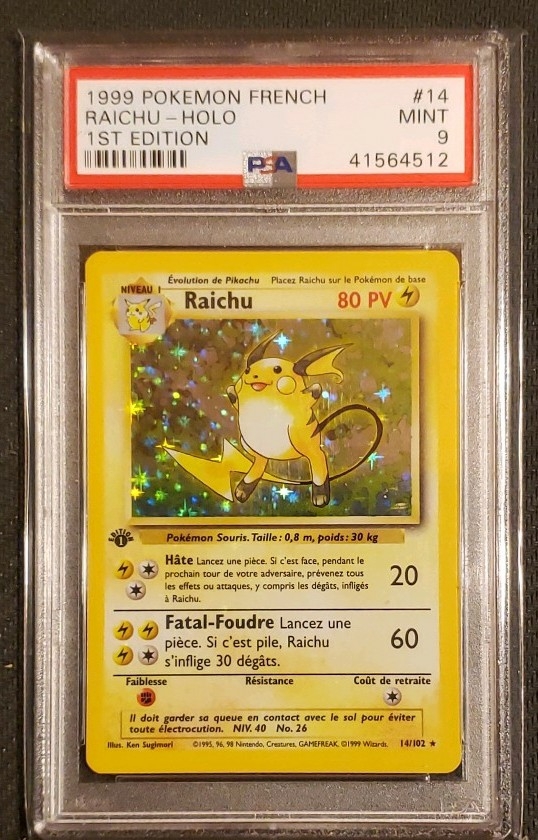 1999 POKEMON FRENCH #14
RAICHU - HOLO MINT
1ST EDITION 9
PSA 41564512
Évolution de Pikachu Placez Raichu sur le Pokémon de base
NIVEAU 1
Raichu 80 PV
EDITION 1
Pokémon Souris. Taille : 0,8 m, poids : 30 kg
Hâte Lancez une pièce. Si c'est face, pendant le
prochain tour de votre adversaire, prévenez tous
les effets ou attaques, y compris les dégâts, infligés
à Raichu.
20
Fatal-Foudre Lancez une
pièce. Si c'est pile, Raichu
s'inflige 30 dégâts.
60
Faiblesse Résistance Coût de retraite
Il doit garder sa queue en contact avec le sol pour éviter
toute électrocution. NIV. 40 No. 26
Illus. Ken Sugimori ©1995, 96, 98 Nintendo, Creatures, GAMEFREAK. ©1999 Wizards. 14/102 ★